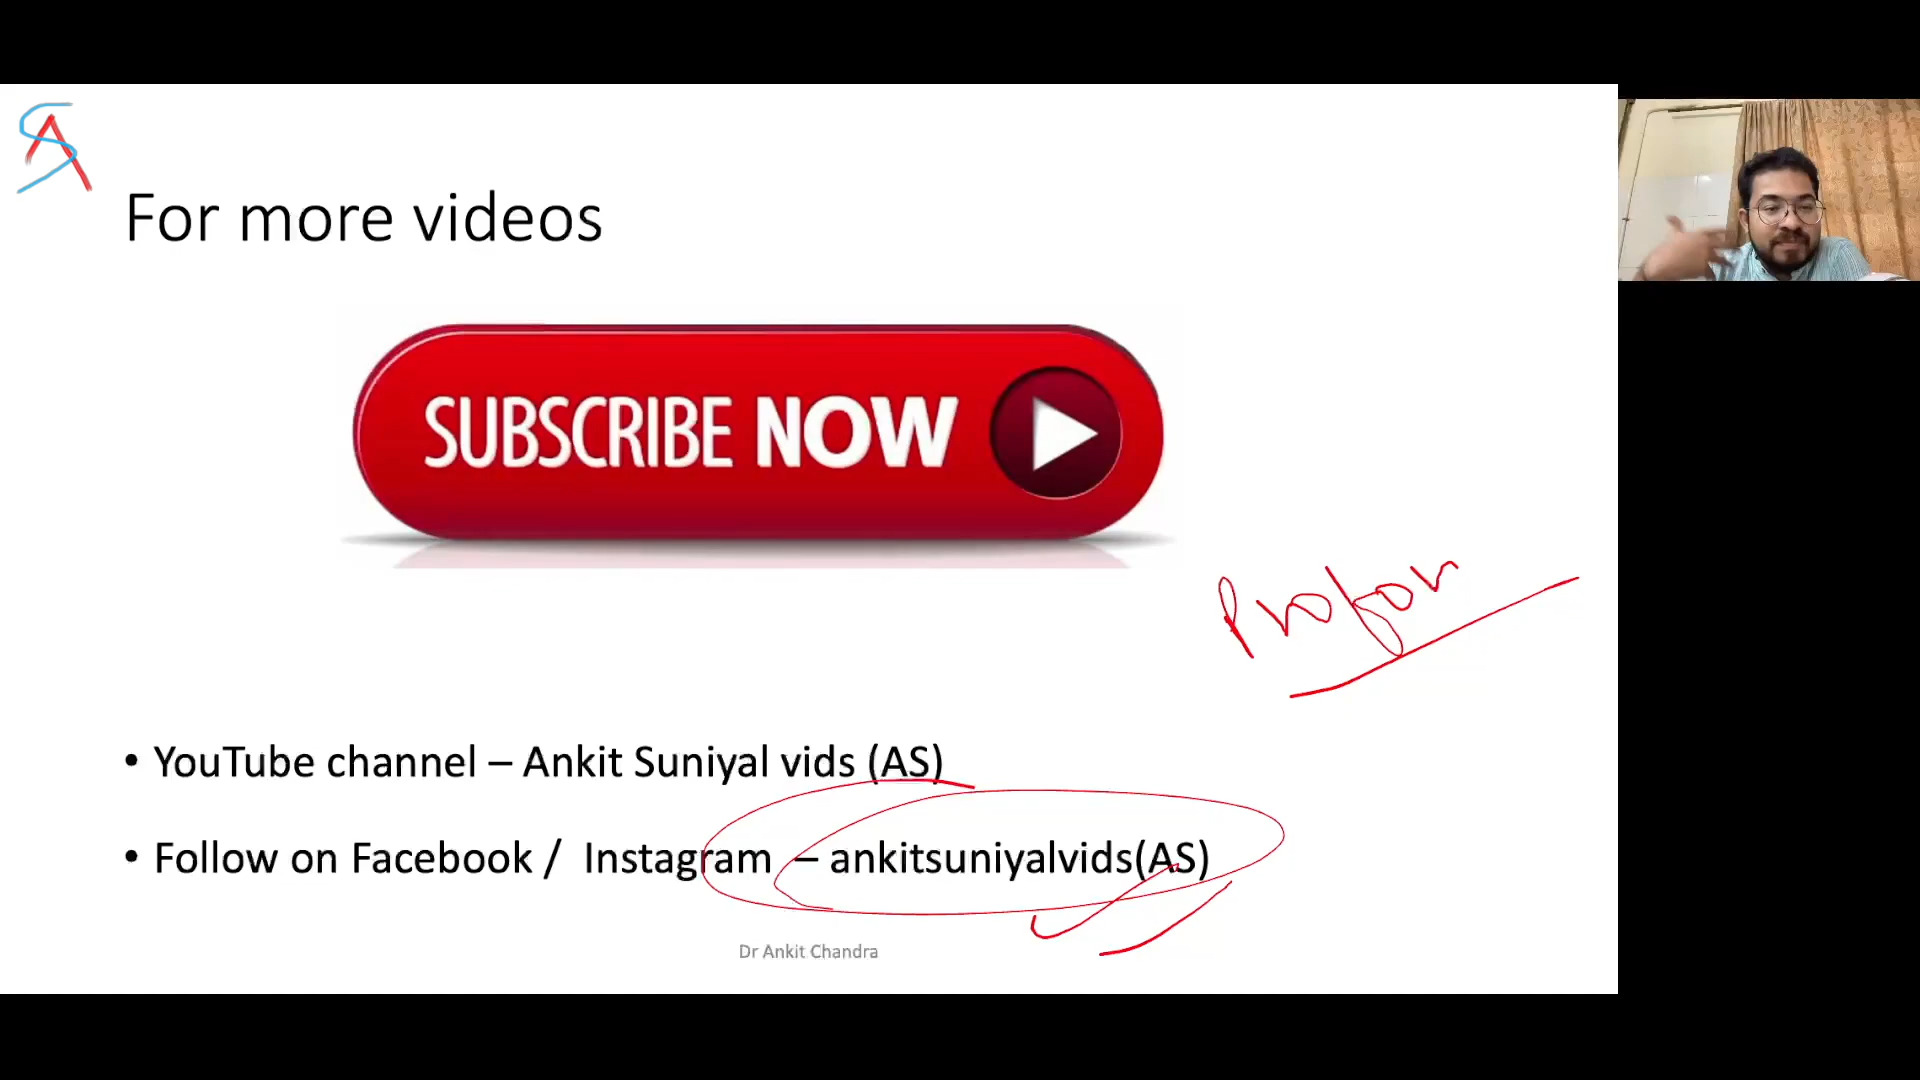 For more videos
SUBSCRIBE NOW
Profor
• YouTube channel – Ankit Suniyal vids (AS)
• Follow on Facebook / Instagram – ankitsuniyalvids(AS)
Dr Ankit Chandra